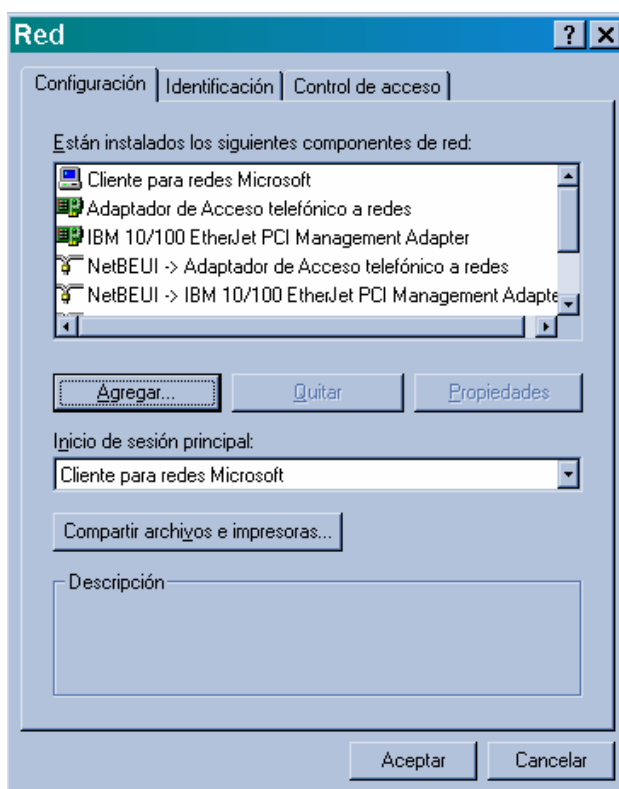 Red
Configuración Identificación Control de acceso
Están instalados los siguientes componentes de red:
Cliente para redes Microsoft
Adaptador de Acceso telefónico a redes
IBM 10/100 EtherJet PCI Management Adapter
NetBEUI -> Adaptador de Acceso telefónico a redes
NetBEUI -> IBM 10/100 EtherJet PCI Management Adapte
Agregar... Quitar Propiedades
Inicio de sesión principal:
Cliente para redes Microsoft
Compartir archivos e impresoras...
Descripción
Aceptar Cancelar